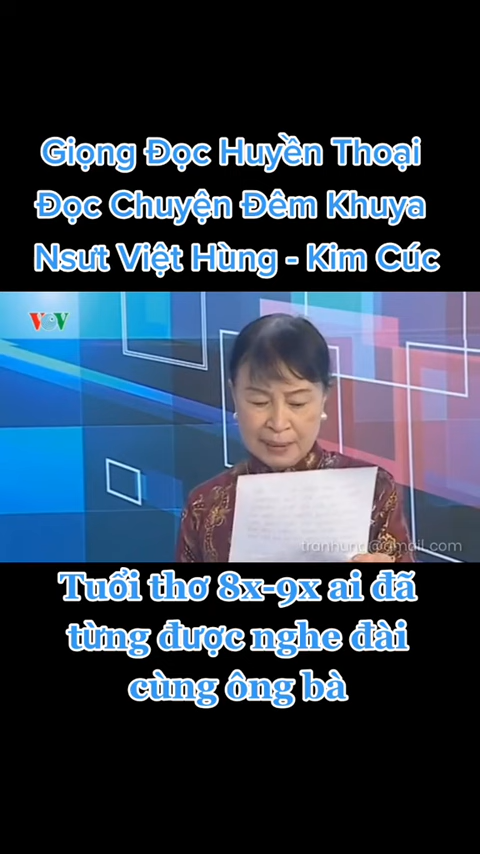 Giọng Đọc Huyền Thoại
Đọc Chuyện Đêm Khuya
Nsưt Việt Hùng - Kim Cúc
VOV
tranhung@gmail.com
Tuổi thơ 8x-9x ai đã
từng được nghe đài
cùng ông bà